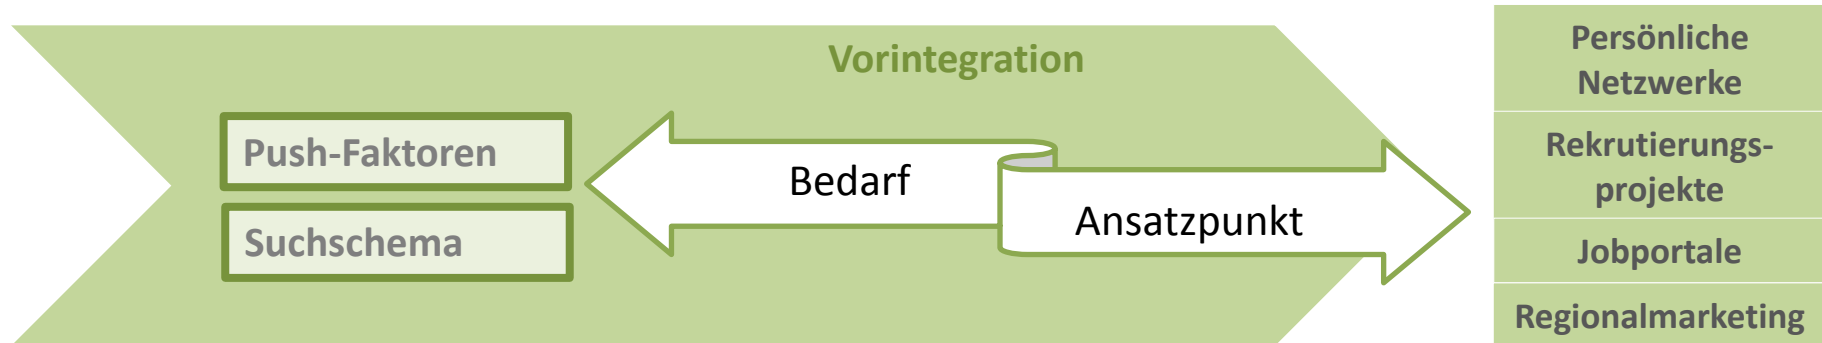 Vorintegration
Push-Faktoren
Suchschema
Bedarf
Ansatzpunkt
Persönliche
Netzwerke
Rekrutierungs-
projekte
Jobportale
Regionalmarketing